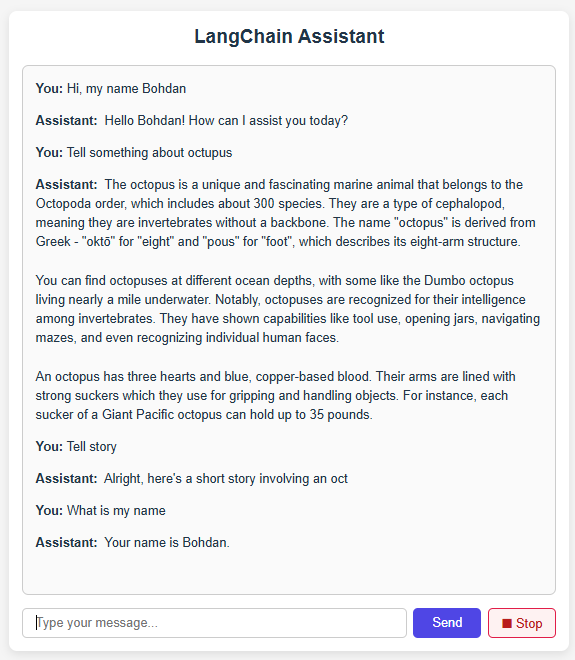 LangChain Assistant
You: Hi, my name Bohdan
Assistant: Hello Bohdan! How can I assist you today?
You: Tell something about octupus
Assistant: The octopus is a unique and fascinating marine animal that belongs to the
Octopoda order, which includes about 300 species. They are a type of cephalopod,
meaning they are invertebrates without a backbone. The name "octopus" is derived from
Greek - "oktō" for "eight" and "pous" for "foot", which describes its eight-arm structure.
You can find octopuses at different ocean depths, with some like the Dumbo octopus
living nearly a mile underwater. Notably, octopuses are recognized for their intelligence
among invertebrates. They have shown capabilities like tool use, opening jars, navigating
mazes, and even recognizing individual human faces.
An octopus has three hearts and blue, copper-based blood. Their arms are lined with
strong suckers which they use for gripping and handling objects. For instance, each
sucker of a Giant Pacific octopus can hold up to 35 pounds.
You: Tell story
Assistant: Alright, here's a short story involving an oct
You: What is my name
Assistant: Your name is Bohdan.
Type your message... Send Stop